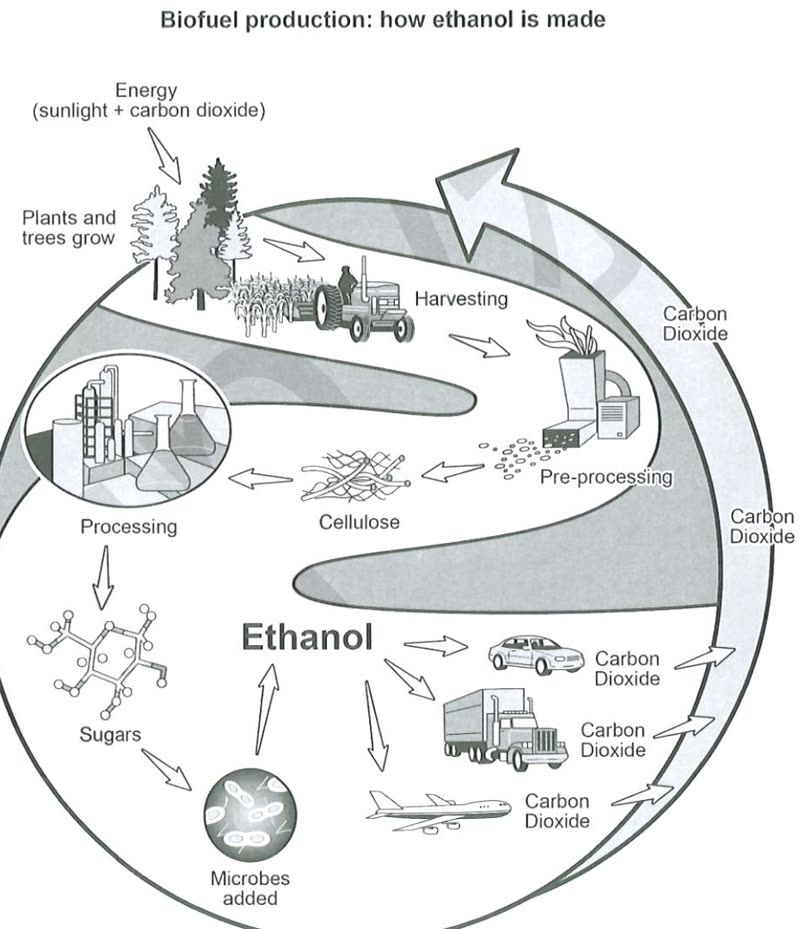 Biofuel production: how ethanol is made
Energy
(sunlight + carbon dioxide)
Plants and
trees grow
Harvesting
Carbon
Dioxide
Pre-processing
Cellulose
Processing
Carbon
Dioxide
Sugars
Microbes
added
Ethanol
Carbon
Dioxide
Carbon
Dioxide
Carbon
Dioxide